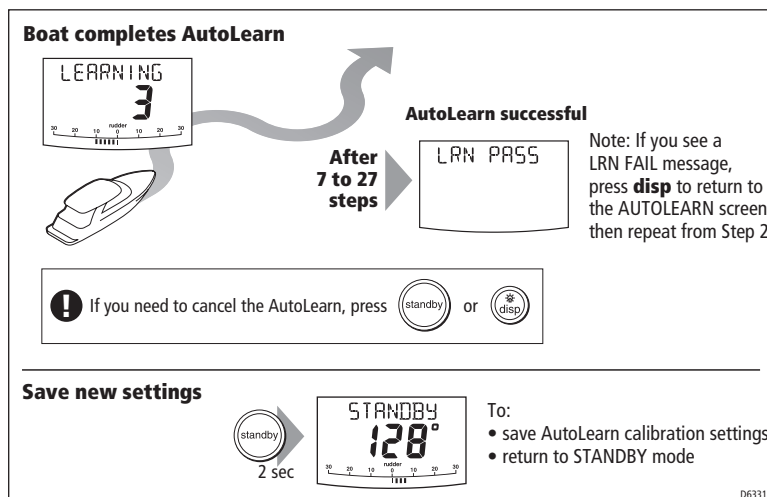 Boat completes AutoLearn
LEARNING
3
rudder
30 20 10 0 10 20 30
AutoLearn successful
After
7 to 27
steps
LRN PASS
Note: If you see a
LRN FAIL message,
press disp to return to
the AUTOLEARN screen
then repeat from Step 2
! If you need to cancel the AutoLearn, press standby or disp
Save new settings
standby
2 sec
STANDBY
128°
rudder
30 20 10 0 10 20 30
To:
• save AutoLearn calibration settings
• return to STANDBY mode
D6331